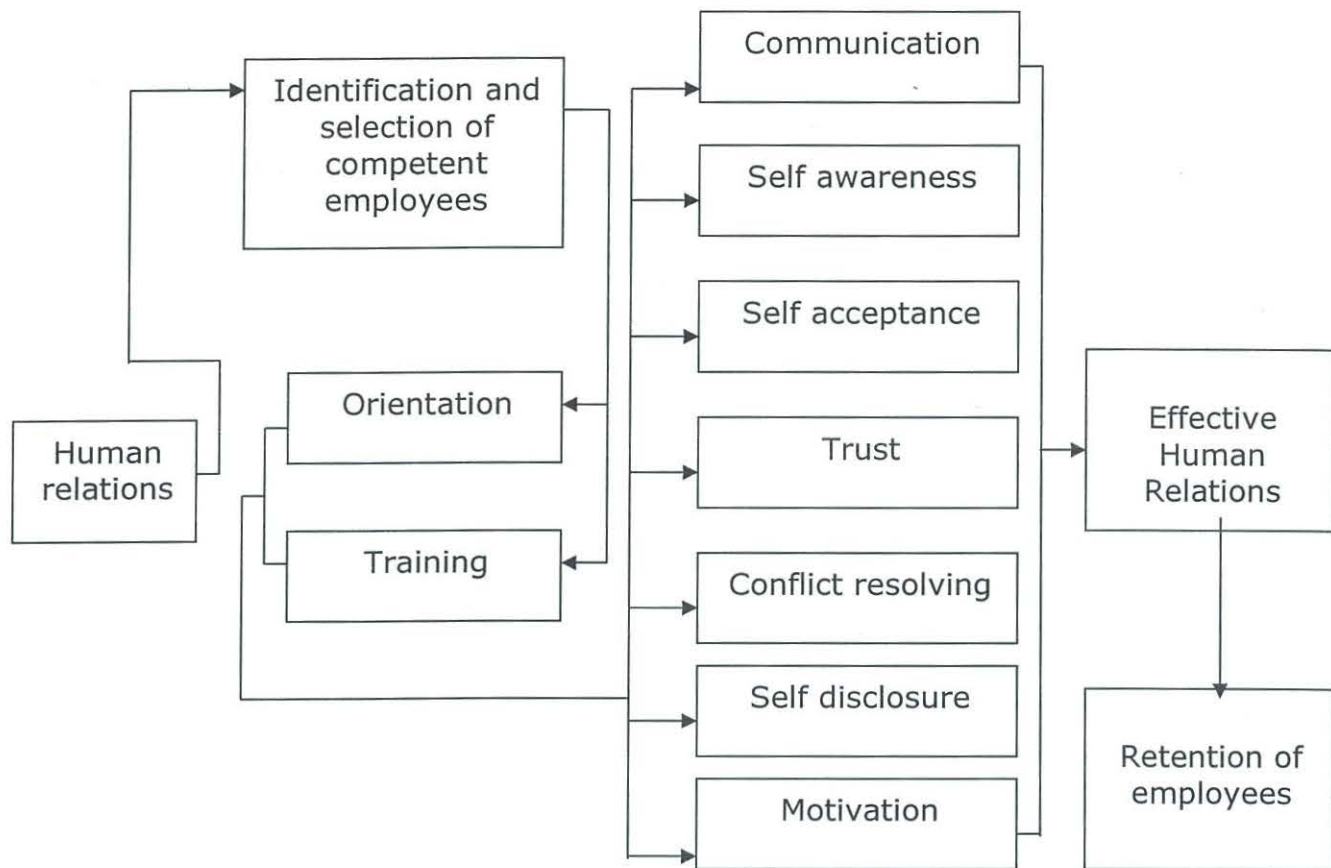 Human
relations
Identification and
selection of
competent
employees
Orientation
Training
Communication
Self awareness
Self acceptance
Trust
Conflict resolving
Self disclosure
Motivation
Effective
Human
Relations
Retention of
employees